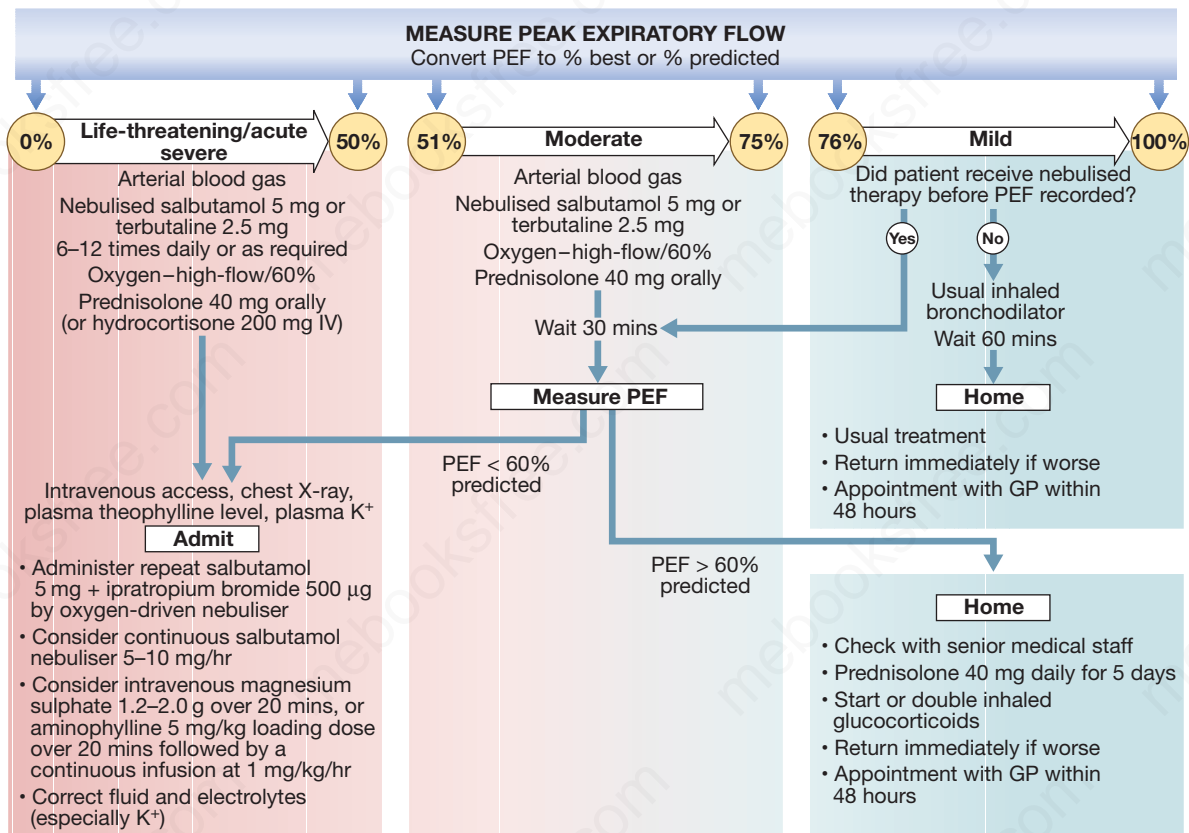 MEASURE PEAK EXPIRATORY FLOW
Convert PEF to % best or % predicted
0%
Life-threatening/acute
severe
50%
Arterial blood gas
Nebulised salbutamol 5 mg or
terbutaline 2.5 mg
6–12 times daily or as required
Oxygen–high-flow/60%
Prednisolone 40 mg orally
(or hydrocortisone 200 mg IV)
51%
Moderate
75%
Arterial blood gas
Nebulised salbutamol 5 mg or
terbutaline 2.5 mg
Oxygen–high-flow/60%
Prednisolone 40 mg orally
Wait 30 mins
Measure PEF
76%
Mild
100%
Did patient receive nebulised
therapy before PEF recorded?
Yes
No
Usual inhaled
bronchodilator
Wait 60 mins
Home
• Usual treatment
• Return immediately if worse
• Appointment with GP within
48 hours
PEF < 60%
predicted
PEF > 60%
predicted
Intravenous access, chest X-ray,
plasma theophylline level, plasma K⁺
Admit
• Administer repeat salbutamol
5 mg + ipratropium bromide 500 μg
by oxygen-driven nebuliser
• Consider continuous salbutamol
nebuliser 5–10 mg/hr
• Consider intravenous magnesium
sulphate 1.2–2.0 g over 20 mins, or
aminophylline 5 mg/kg loading dose
over 20 mins followed by a
continuous infusion at 1 mg/kg/hr
• Correct fluid and electrolytes
(especially K⁺)
Home
• Check with senior medical staff
• Prednisolone 40 mg daily for 5 days
• Start or double inhaled
glucocorticoids
• Return immediately if worse
• Appointment with GP within
48 hours
mebooksfree.com